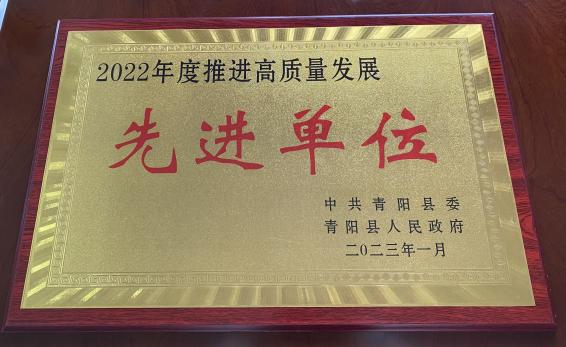 2022年度推进高质量发展
先进单位
中共青阳县委
青阳县人民政府
二0二三年一月